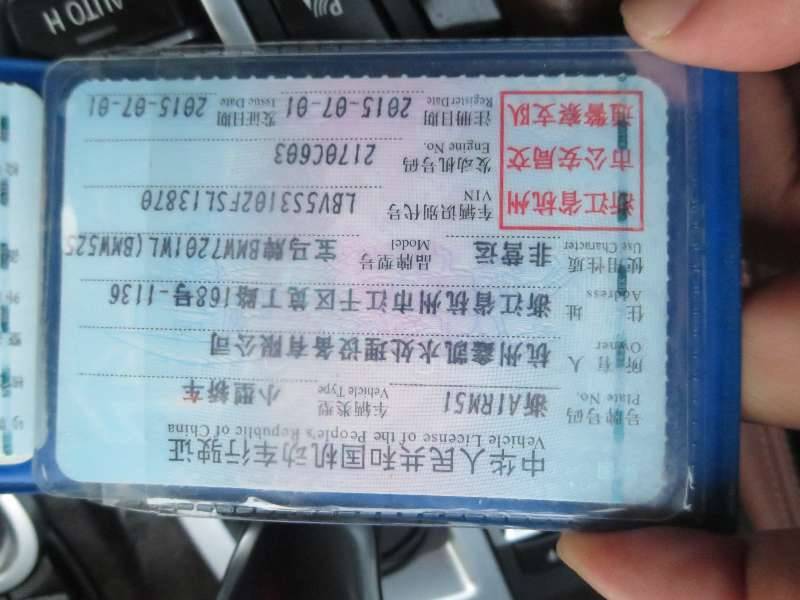 中华人民共和国机动车行驶证
Vehicle License of the People's Republic of China
号牌号码 浙A1RM51 车辆类型 小型轿车
Plate No. Vehicle Type
所有人 杭州鑫凯水处理设备有限公司
Owner
住址 浙江省杭州市江干区笕丁路168号-1136
Address
使用性质 非营运 品牌型号 宝马牌BMW7201WL(BMW525
Use Character Model
浙江省杭州
市公安局交
通警察支队
车辆识别代号 LBV5S3102FSL13870
VIN
发动机号码 2170C603
Engine No.
注册日期 2015-07-01 发证日期 2015-07-01
Register Date Issue Date
AUTO H